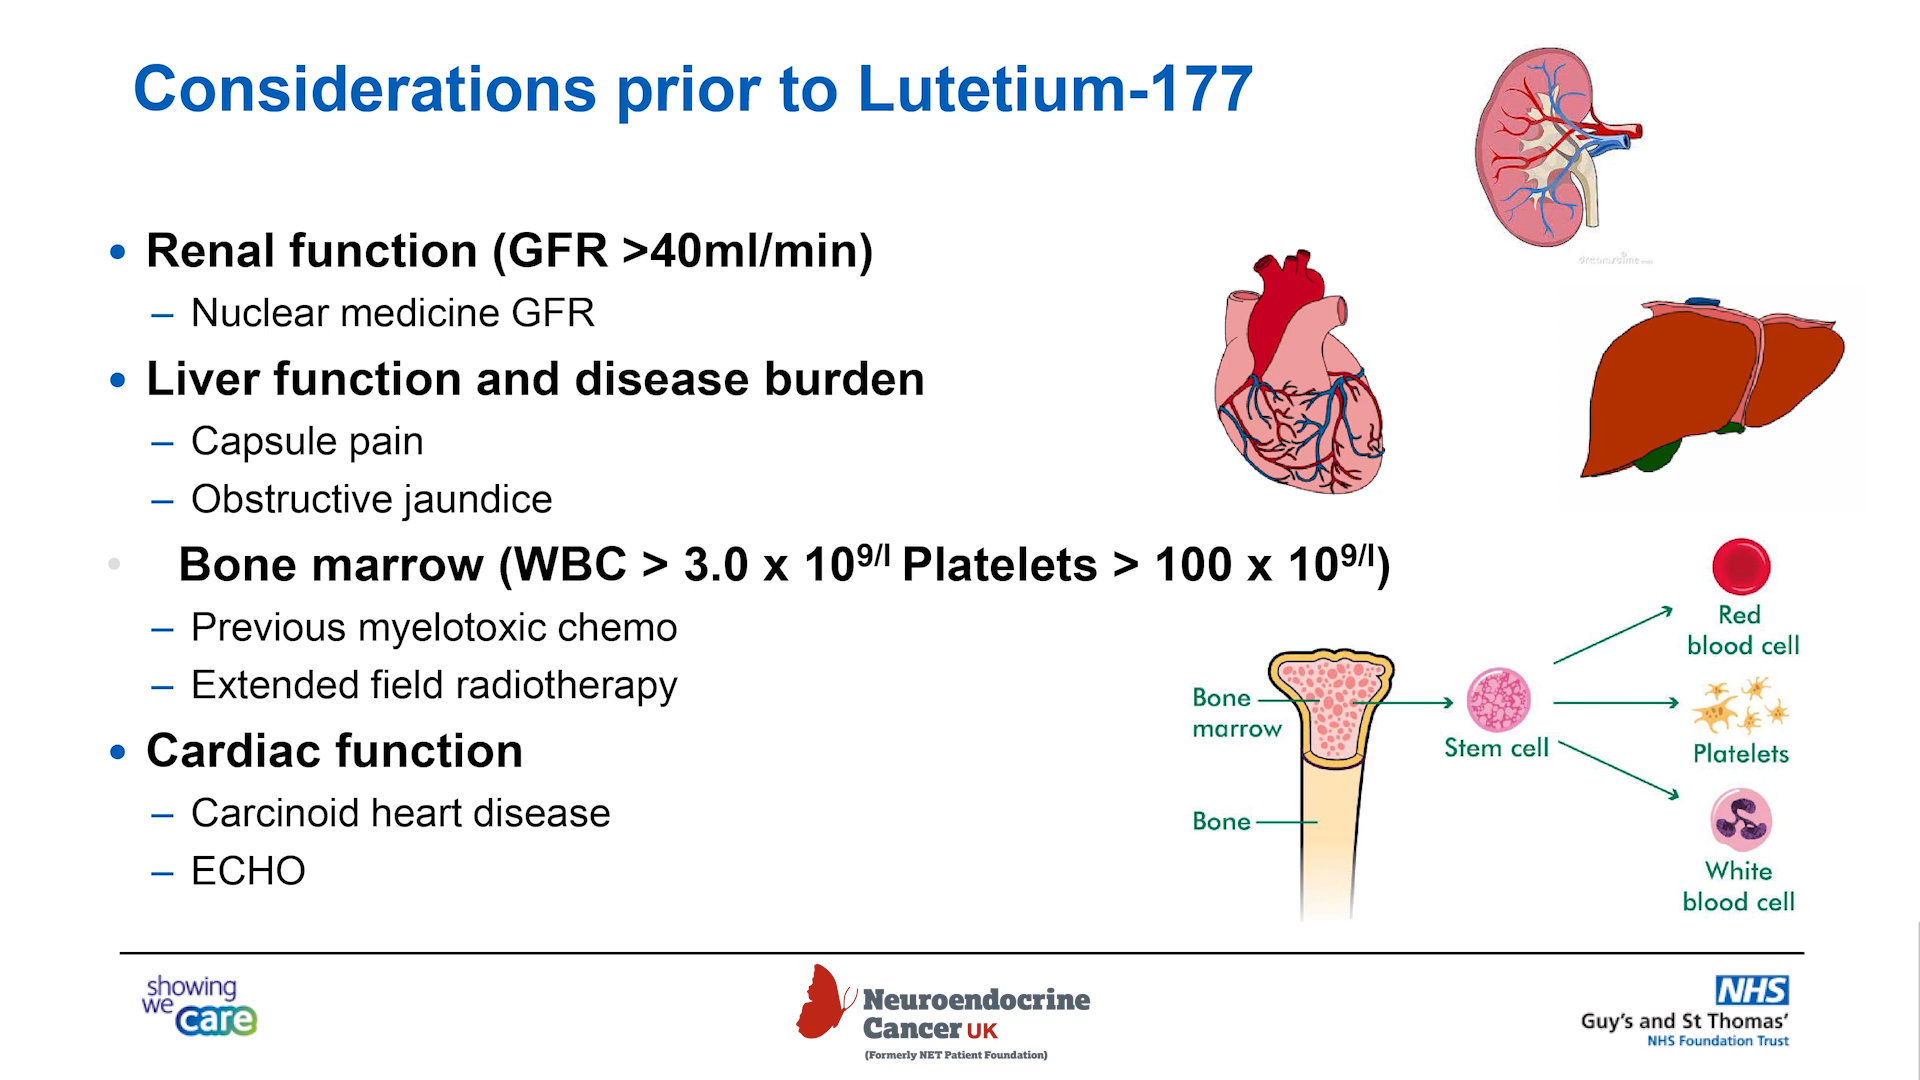 Considerations prior to Lutetium-177
• Renal function (GFR >40ml/min)
– Nuclear medicine GFR
• Liver function and disease burden
– Capsule pain
– Obstructive jaundice
• Bone marrow (WBC > 3.0 x 10⁹/ˡ Platelets > 100 x 10⁹/ˡ)
– Previous myelotoxic chemo
– Extended field radiotherapy
• Cardiac function
– Carcinoid heart disease
– ECHO
Bone
marrow
Bone
Stem cell
Red
blood cell
Platelets
White
blood cell
showing
we care
Neuroendocrine
Cancer UK
(Formerly NET Patient Foundation)
NHS
Guy's and St Thomas'
NHS Foundation Trust